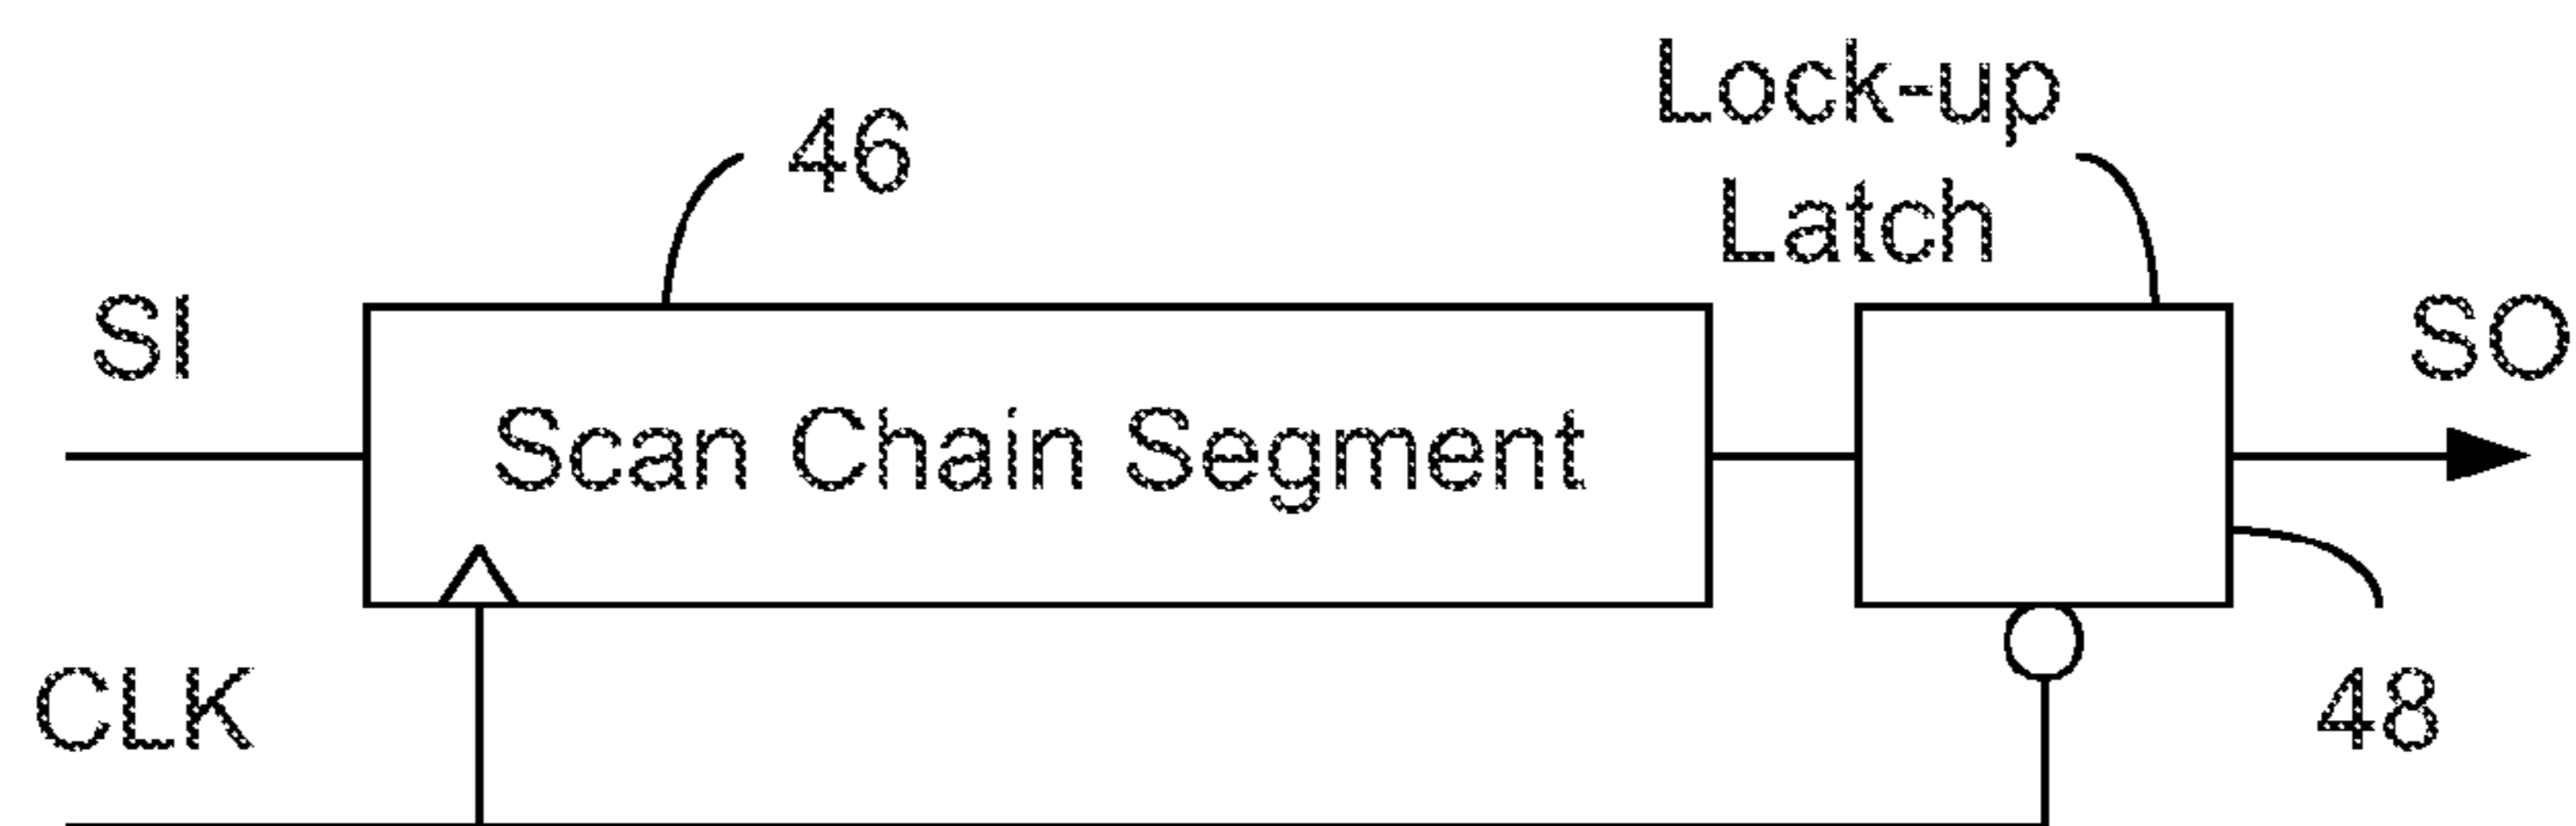 Lock-up
Latch
46
SI
SO
Scan Chain Segment
CLK
48